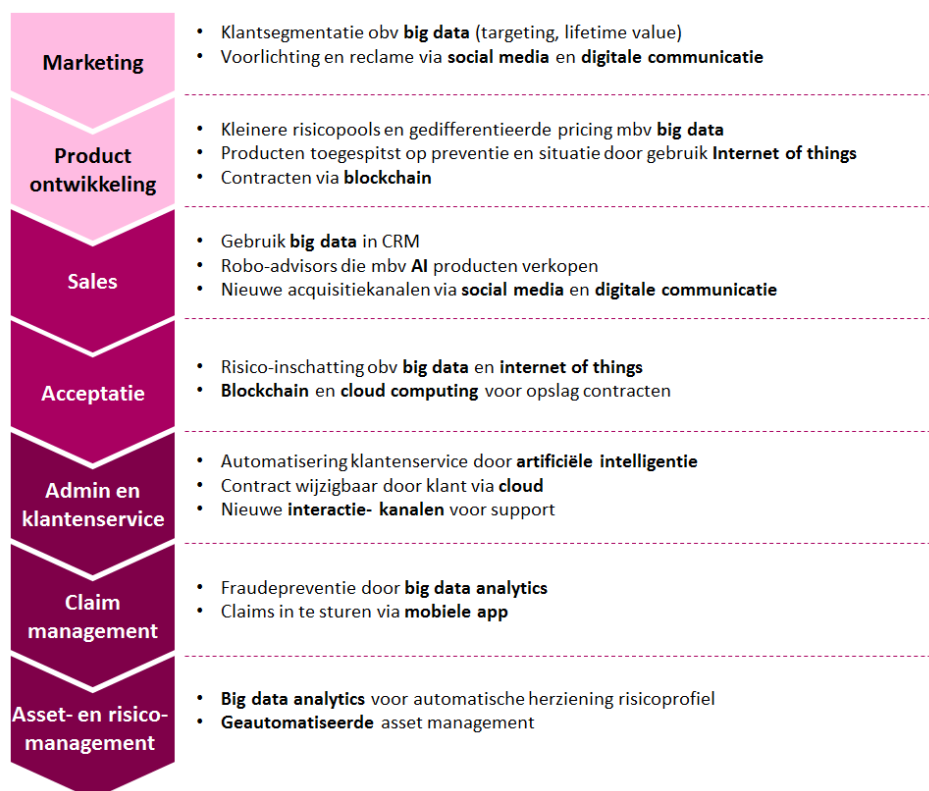 Marketing
• Klantsegmentatie obv big data (targeting, lifetime value)
• Voorlichting en reclame via social media en digitale communicatie
Product
ontwikkeling
• Kleinere risicopools en gedifferentieerde pricing mbv big data
• Producten toegespitst op preventie en situatie door gebruik Internet of things
• Contracten via blockchain
Sales
• Gebruik big data in CRM
• Robo-advisors die mbv AI producten verkopen
• Nieuwe acquisitiekanalen via social media en digitale communicatie
Acceptatie
• Risico-inschatting obv big data en internet of things
• Blockchain en cloud computing voor opslag contracten
Admin en
klantenservice
• Automatisering klantenservice door artificiële intelligentie
• Contract wijzigbaar door klant via cloud
• Nieuwe interactie- kanalen voor support
Claim
management
• Fraudepreventie door big data analytics
• Claims in te sturen via mobiele app
Asset- en risico-
management
• Big data analytics voor automatische herziening risicoprofiel
• Geautomatiseerde asset management